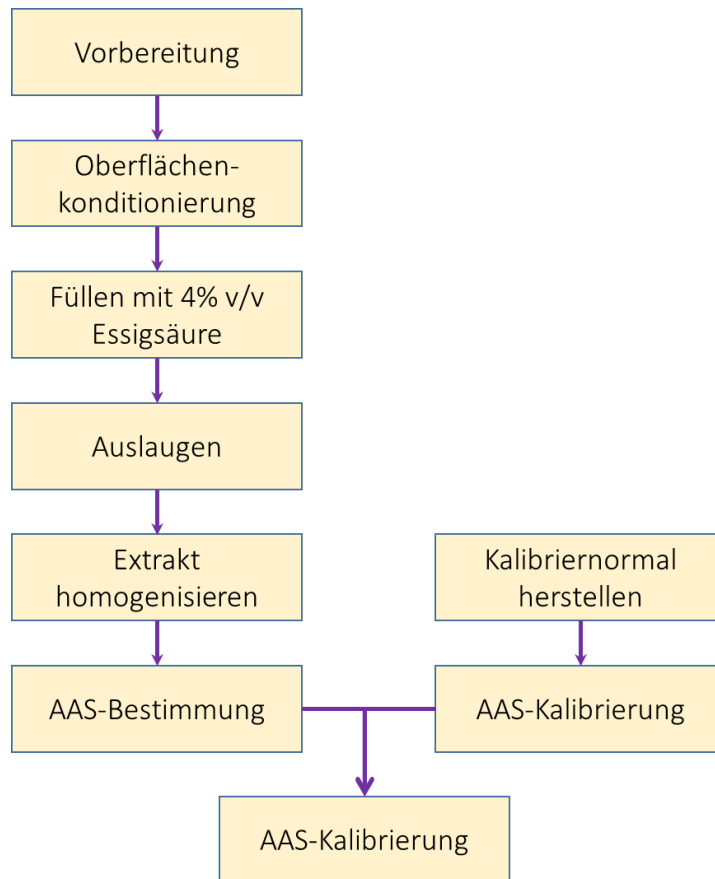 Vorbereitung
Oberflächen-
konditionierung
Füllen mit 4% v/v
Essigsäure
Auslaugen
Extrakt
homogenisieren
Kalibriernormal
herstellen
AAS-Bestimmung
AAS-Kalibrierung
AAS-Kalibrierung